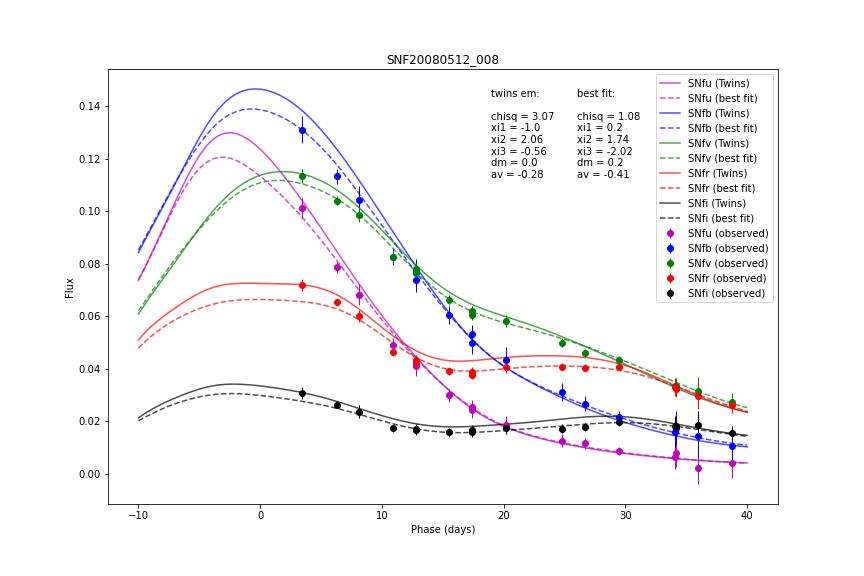 SNF20080512_008
twins em: best fit:
chisq = 3.07 chisq = 1.08
xi1 = -1.0 xi1 = 0.2
xi2 = 2.06 xi2 = 1.74
xi3 = -0.56 xi3 = -2.02
dm = 0.0 dm = 0.2
av = -0.28 av = -0.41
SNfu (Twins)
SNfu (best fit)
SNfb (Twins)
SNfb (best fit)
SNfv (Twins)
SNfv (best fit)
SNfr (Twins)
SNfr (best fit)
SNfi (Twins)
SNfi (best fit)
SNfu (observed)
SNfb (observed)
SNfv (observed)
SNfr (observed)
SNfi (observed)
Flux
0.14
0.12
0.10
0.08
0.06
0.04
0.02
0.00
−10 0 10 20 30 40
Phase (days)